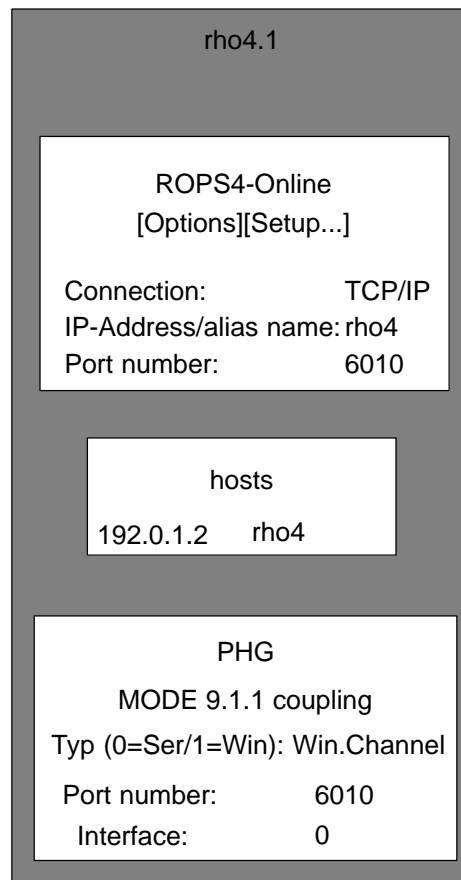 rho4.1
ROPS4-Online
[Options][Setup...]
Connection: TCP/IP
IP-Address/alias name: rho4
Port number: 6010
hosts
192.0.1.2 rho4
PHG
MODE 9.1.1 coupling
Typ (0=Ser/1=Win): Win.Channel
Port number: 6010
Interface: 0